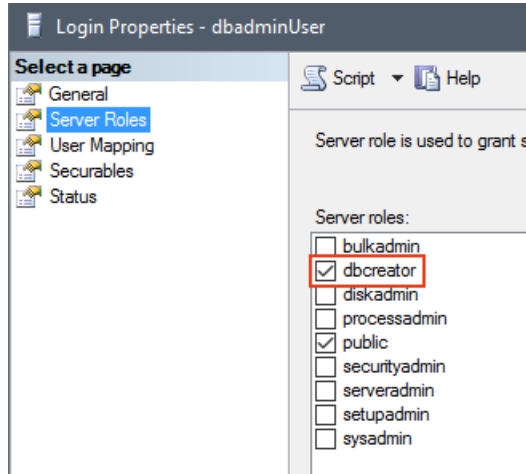 Login Properties - dbadminUser
Select a page
General
Server Roles
User Mapping
Securables
Status
Script
Help
Server role is used to grant s
Server roles:
bulkadmin
dbcreator
diskadmin
processadmin
public
securityadmin
serveradmin
setupadmin
sysadmin